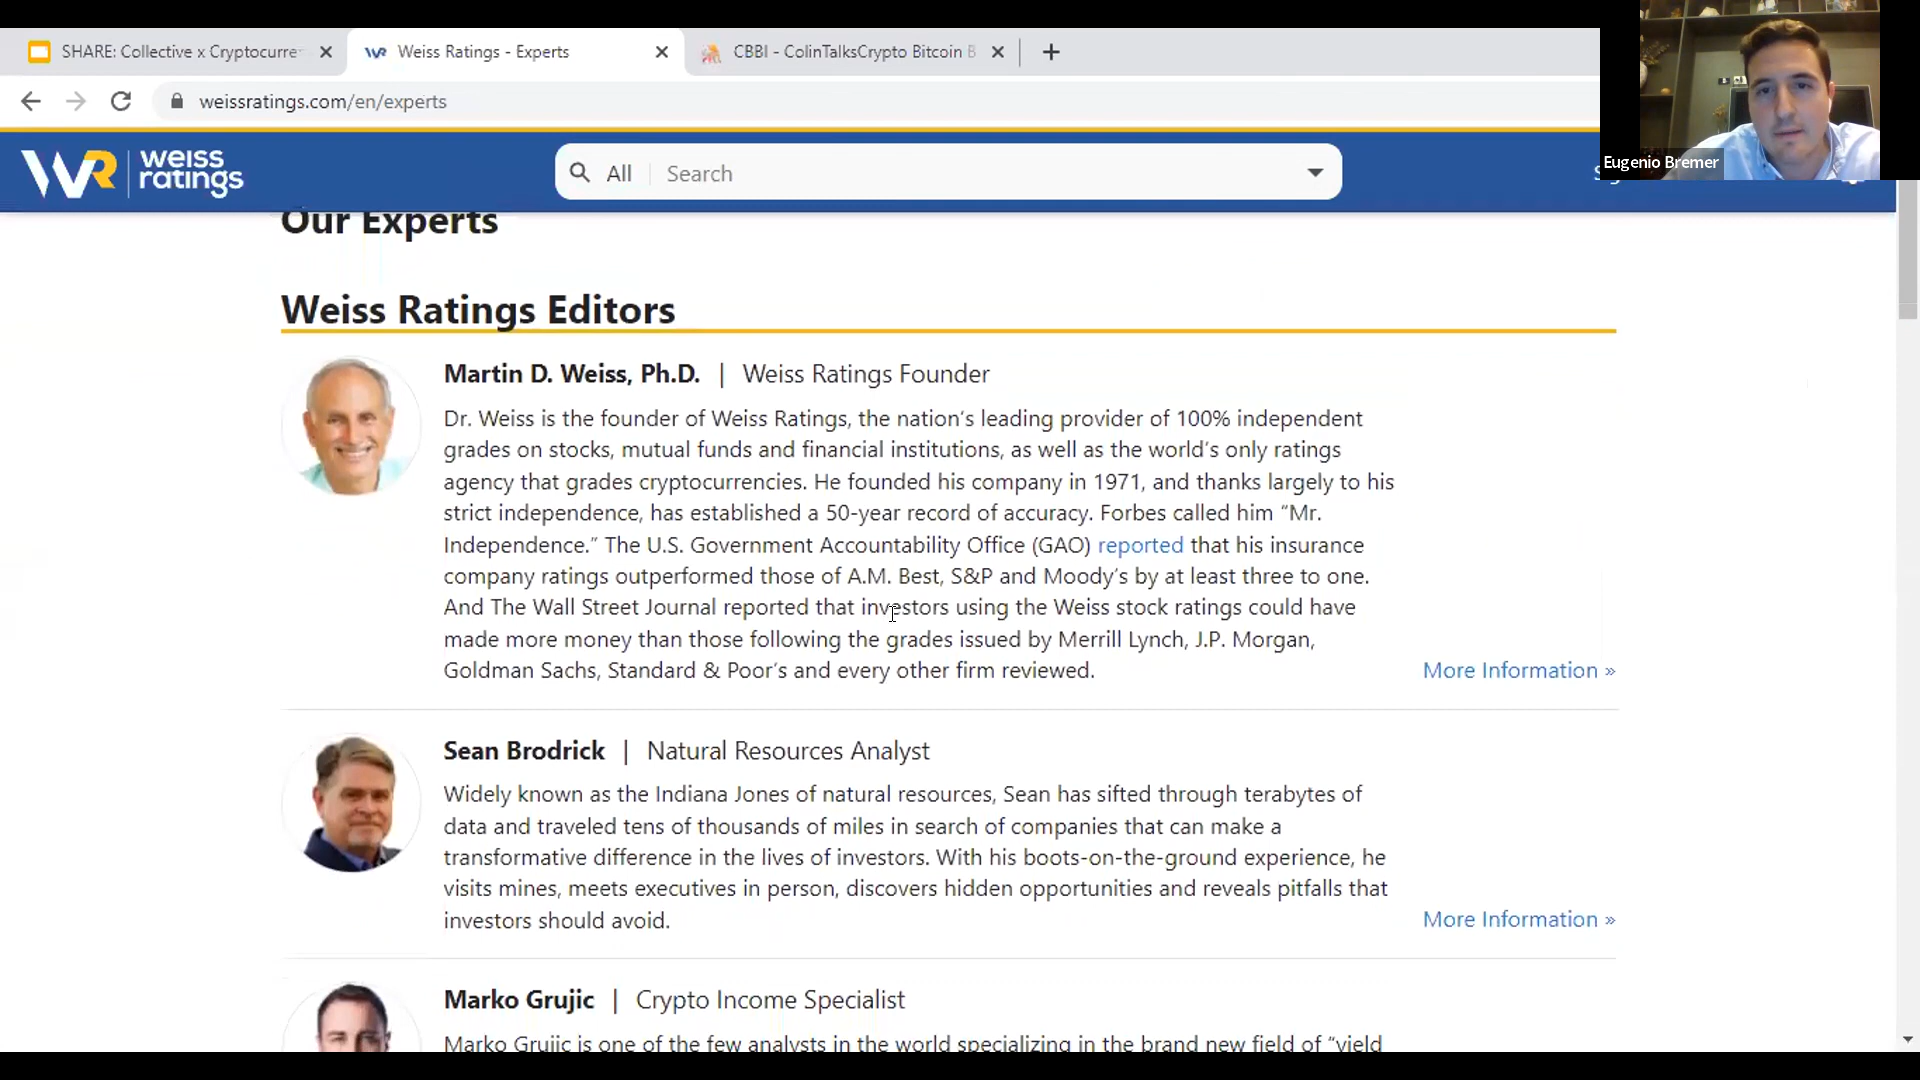 SHARE: Collective x Cryptocurre
Weiss Ratings - Experts
CBBI - ColinTalksCrypto Bitcoin B
weissratings.com/en/experts
Eugenio Bremer
WR weiss
ratings
All Search
Our Experts
Weiss Ratings Editors
Martin D. Weiss, Ph.D. | Weiss Ratings Founder
Dr. Weiss is the founder of Weiss Ratings, the nation's leading provider of 100% independent
grades on stocks, mutual funds and financial institutions, as well as the world's only ratings
agency that grades cryptocurrencies. He founded his company in 1971, and thanks largely to his
strict independence, has established a 50-year record of accuracy. Forbes called him “Mr.
Independence.” The U.S. Government Accountability Office (GAO) reported that his insurance
company ratings outperformed those of A.M. Best, S&P and Moody's by at least three to one.
And The Wall Street Journal reported that investors using the Weiss stock ratings could have
made more money than those following the grades issued by Merrill Lynch, J.P. Morgan,
Goldman Sachs, Standard & Poor's and every other firm reviewed.
More Information »
Sean Brodrick | Natural Resources Analyst
Widely known as the Indiana Jones of natural resources, Sean has sifted through terabytes of
data and traveled tens of thousands of miles in search of companies that can make a
transformative difference in the lives of investors. With his boots-on-the-ground experience, he
visits mines, meets executives in person, discovers hidden opportunities and reveals pitfalls that
investors should avoid.
More Information »
Marko Grujic | Crypto Income Specialist
Marko Grujic is one of the few analysts in the world specializing in the brand new field of “yield